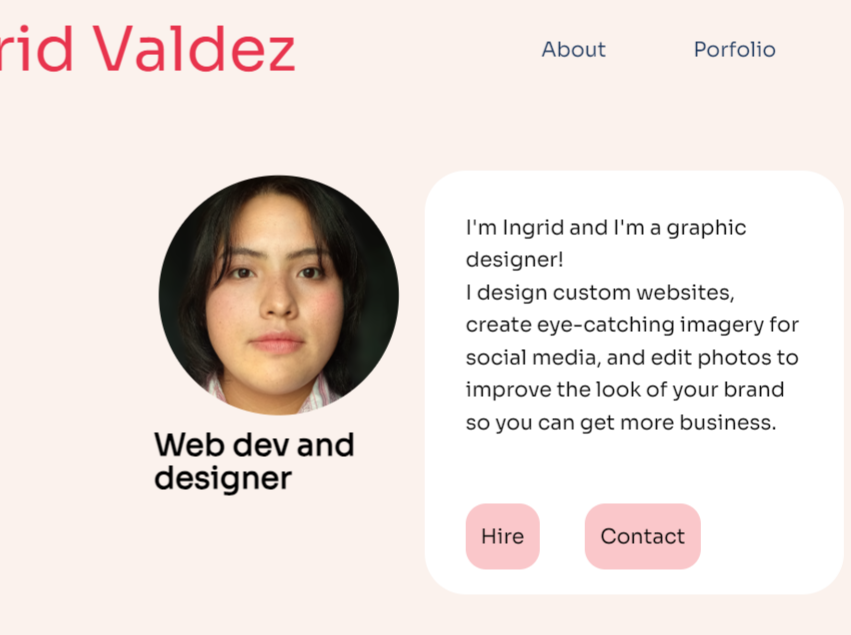 rid Valdez
About
Porfolio
I'm Ingrid and I'm a graphic
designer!
I design custom websites,
create eye-catching imagery for
social media, and edit photos to
improve the look of your brand
so you can get more business.
Web dev and
designer
Hire
Contact